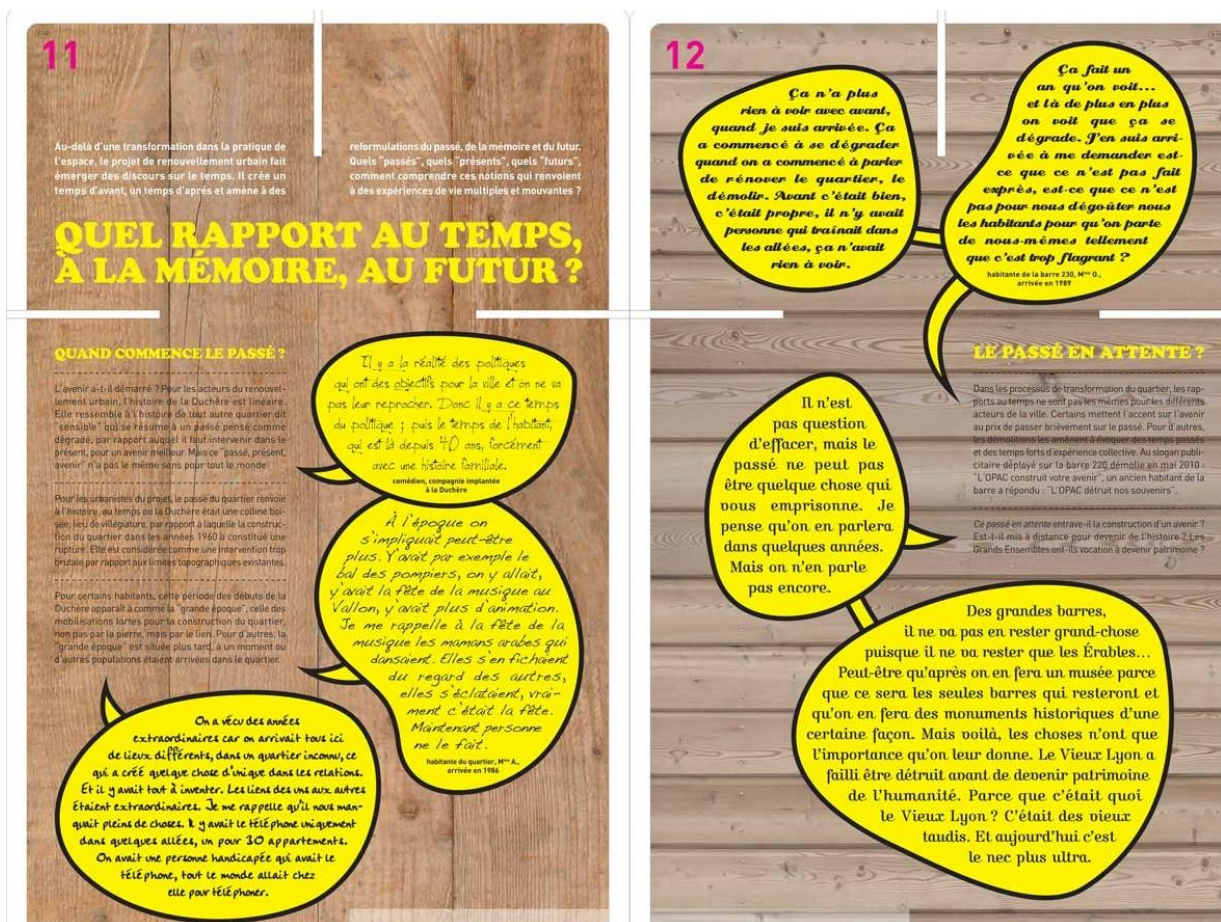 11
Au-delà d'une transformation dans la pratique de
l'espace, le projet de renouvellement urbain fait
émerger des discours sur le temps. Il crée un
temps d'avant, un temps d'après et amène à des
reformulations du passé, de la mémoire et du futur.
Quels "passés", quels "présents", quels "futurs",
comment comprendre ces notions qui renvoient
à des expériences de vie multiples et mouvantes ?
QUEL RAPPORT AU TEMPS,
À LA MÉMOIRE, AU FUTUR ?
QUAND COMMENCE LE PASSÉ ?
L'avenir a-t-il démarré ? Pour les acteurs du renouvel-
lement urbain, l'histoire de la Duchère est linéaire.
Elle ressemble à l'histoire de tout autre quartier dit
"sensible" qui se résume à un passé pensé comme
dégradé, par rapport auquel il faut intervenir dans le
présent, pour un avenir meilleur. Mais ce "passé, présent,
avenir" n'a pas le même sens pour tout le monde.
Pour les urbanistes du projet, le passé du quartier renvoie
à l'histoire, au temps ou la Duchère était une colline boi-
sée, lieu de villégiature, par rapport à laquelle la construc-
tion du quartier dans les années 1960 a constitué une
rupture. Elle est considérée comme une intervention trop
brutale par rapport aux limites topographiques existantes.
Pour certains habitants, cette période des débuts de la
Duchère apparaît à comme la "grande époque", celle des
mobilisations fortes pour la construction du quartier,
non pas par la pierre, mais par le lien. Pour d'autres, la
"grande époque" est située plus tard, à un moment ou
d'autres populations étaient arrivées dans le quartier.
Il y a la réalité des politiques
qui ont des objectifs pour la ville et on ne va
pas leur reprocher. Donc il y a ce temps
du politique ; puis le temps de l'habitant,
qui est là depuis 40 ans, forcément
avec une histoire familiale.
comédien, compagnie implantée
à la Duchère
À l'époque on
s'impliquait peut-être
plus. Y'avait par exemple le
bal des pompiers, on y allait,
y'avait la fête de la musique au
Vallon, y'avait plus d'animation.
Je me rappelle à la fête de la
musique les mamans arabes qui
dansaient. Elles s'en fichaient
du regard des autres,
elles s'éclataient, vrai-
ment c'était la fête.
Maintenant personne
ne le fait.
habitante du quartier, Mme A.,
arrivée en 1986
On a vécu des années
extraordinaires car on arrivait tous ici
de lieux différents, dans un quartier inconnu, ce
qui a créé quelque chose d'unique dans les relations.
Et il y avait tout à inventer. Les liens des uns aux autres
étaient extraordinaires. Je me rappelle qu'il nous man-
quait pleins de choses. Il y avait le téléphone uniquement
dans quelques allées, un pour 30 appartements.
On avait une personne handicapée qui avait le
téléphone, tout le monde allait chez
elle pour téléphoner.
12
Ça n'a plus
rien à voir avec avant,
quand je suis arrivée. Ça
a commencé à se dégrader
quand on a commencé à parler
de rénover le quartier, le
démolir. Avant c'était bien,
c'était propre, il n'y avait
personne qui traînait dans
les allées, ça n'avait
rien à voir.
Ça fait un
an qu'on voit...
et là de plus en plus
on voit que ça se
dégrade. J'en suis arri-
vée à me demander est-
ce que ce n'est pas fait
exprès, est-ce que ce n'est
pas pour nous dégoûter nous
les habitants pour qu'on parte
de nous-mêmes tellement
que c'est trop flagrant ?
habitante de la barre 230, Mme O.,
arrivée en 1989
LE PASSÉ EN ATTENTE ?
Dans les processus de transformation du quartier, les rap-
ports au temps ne sont pas les mêmes pour les différents
acteurs de la ville. Certains mettent l'accent sur l'avenir
au prix de passer brièvement sur le passé. Pour d'autres,
les démolitions les amènent à évoquer des temps passés
et des temps forts d'expérience collective. Au slogan publi-
citaire déployé sur la barre 220 démolie en mai 2010 :
"L'OPAC construit votre avenir", un ancien habitant de la
barre a répondu : "L'OPAC détruit nos souvenirs".
Ce passé en attente entrave-il la construction d'un avenir ?
Est-t-il mis à distance pour devenir de l'histoire ? Les
Grands Ensembles ont-ils vocation à devenir patrimoine ?
Il n'est
pas question
d'effacer, mais le
passé ne peut pas
être quelque chose qui
vous emprisonne. Je
pense qu'on en parlera
dans quelques années.
Mais on n'en parle
pas encore.
Des grandes barres,
il ne va pas en rester grand-chose
puisque il ne va rester que les Érables...
Peut-être qu'après on en fera un musée parce
que ce sera les seules barres qui resteront et
qu'on en fera des monuments historiques d'une
certaine façon. Mais voilà, les choses n'ont que
l'importance qu'on leur donne. Le Vieux Lyon a
failli être détruit avant de devenir patrimoine
de l'humanité. Parce que c'était quoi
le Vieux Lyon ? C'était des vieux
taudis. Et aujourd'hui c'est
le nec plus ultra.